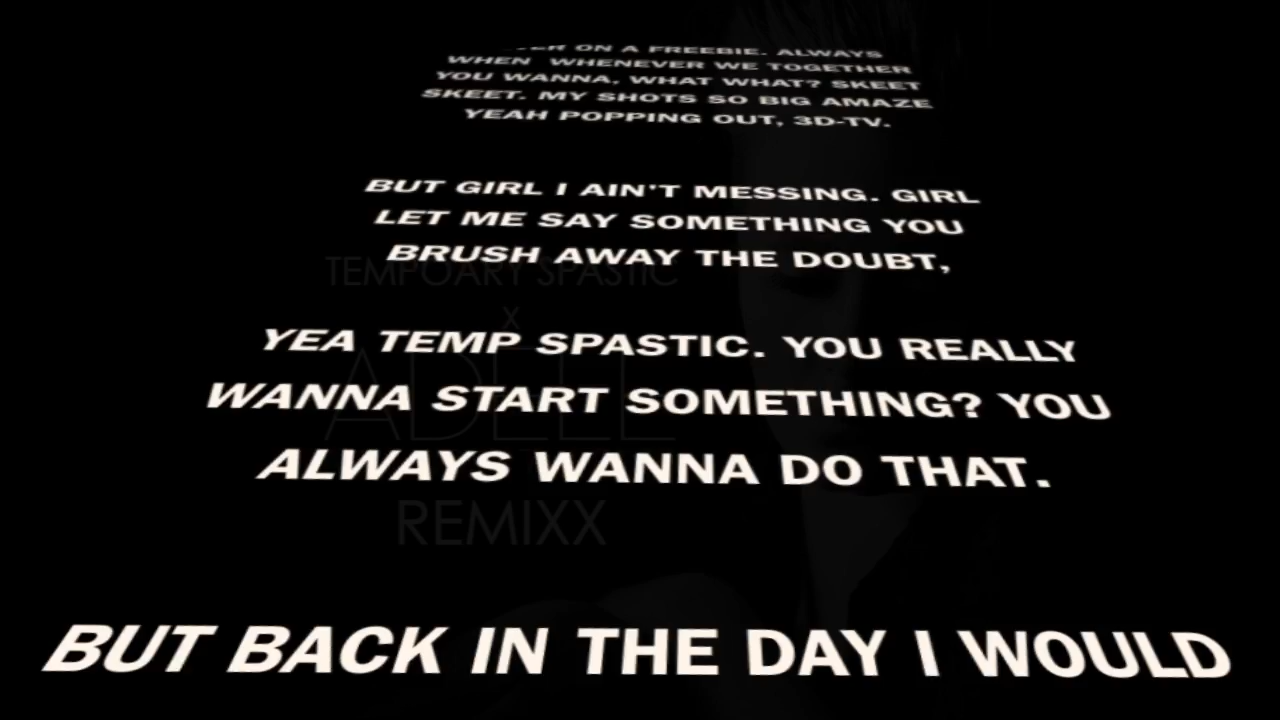 ON A FREEBIE. ALWAYS
WHEN WHENEVER WE TOGETHER
YOU WANNA, WHAT WHAT? SKEET
SKEET. MY SHOTS SO BIG AMAZE
YEAH POPPING OUT, 3D-TV.
BUT GIRL I AIN'T MESSING. GIRL
LET ME SAY SOMETHING YOU
BRUSH AWAY THE DOUBT,
TEMPOARY SPASTIC
X
YEA TEMP SPASTIC. YOU REALLY
ADELE
WANNA START SOMETHING? YOU
ALWAYS WANNA DO THAT.
REMIXX
BUT BACK IN THE DAY I WOULD